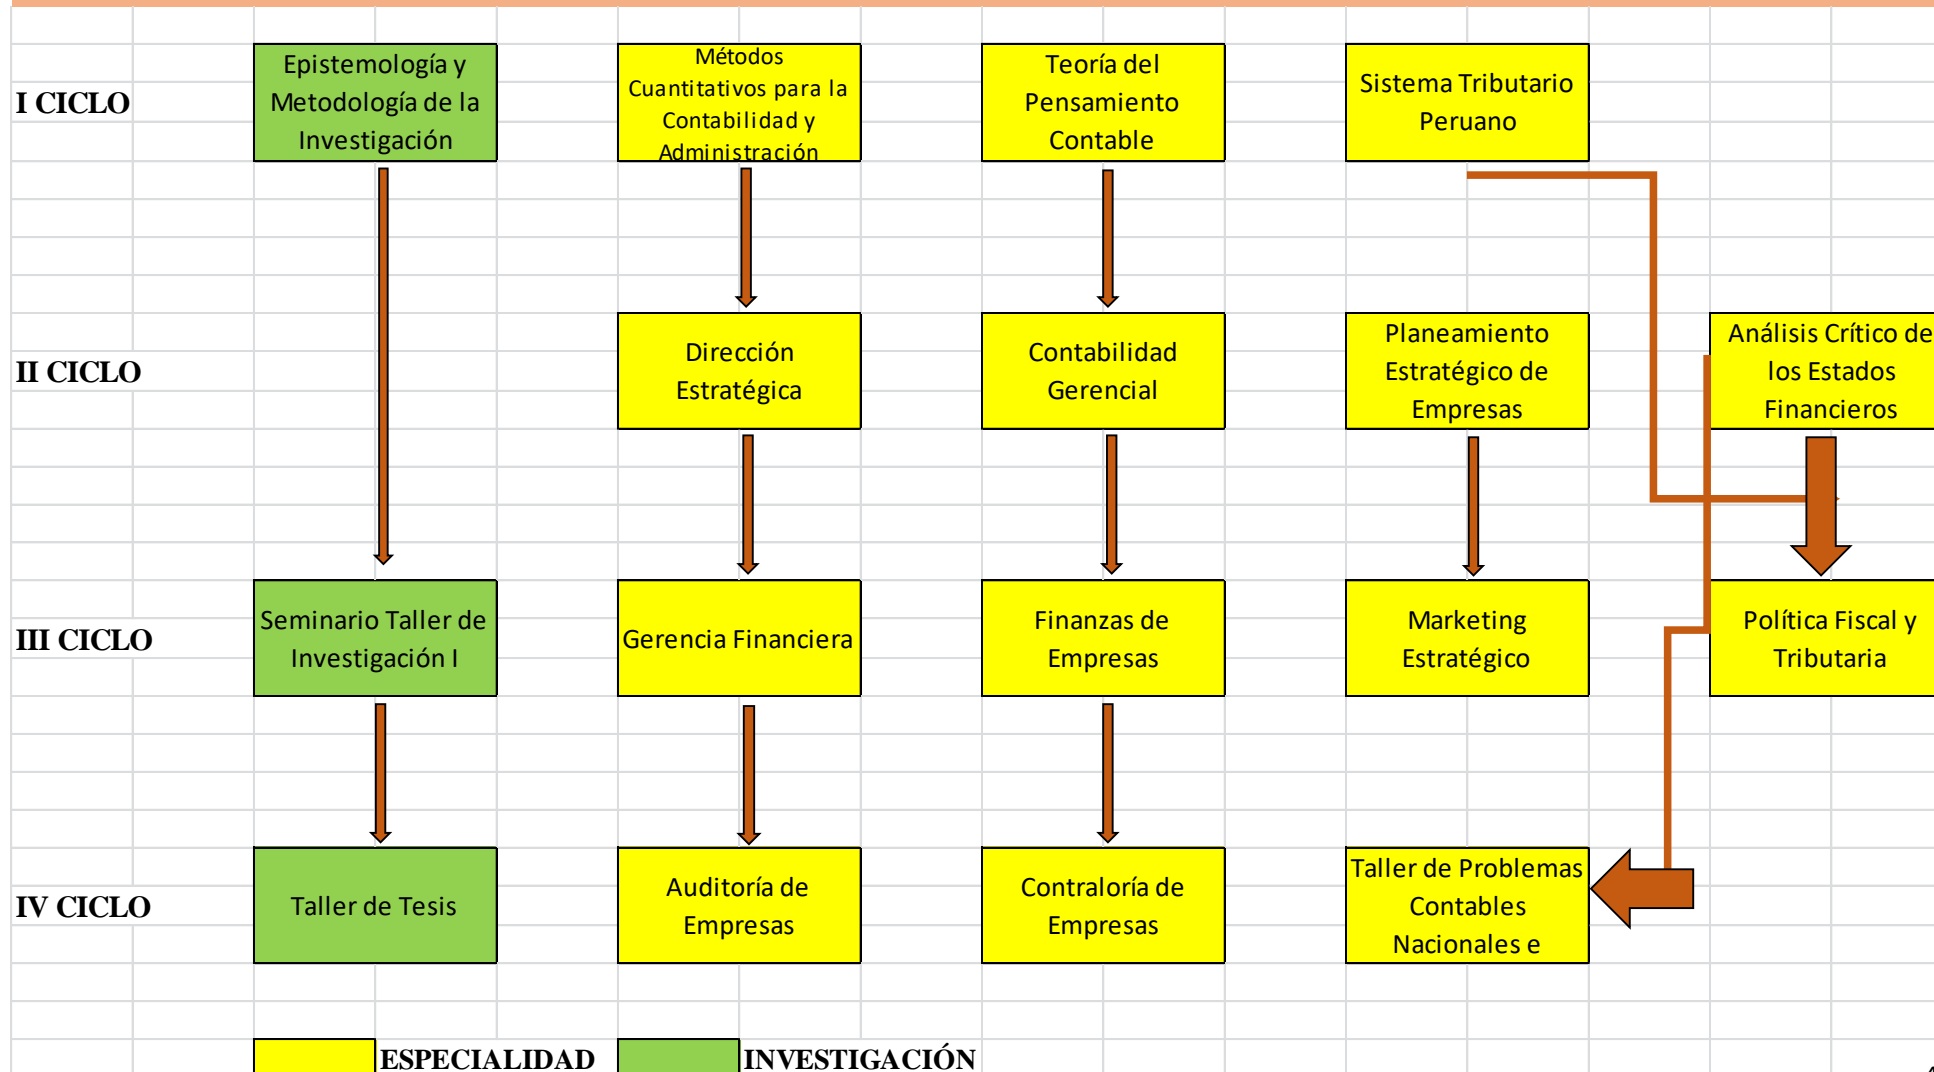 I CICLO
Epistemología y
Metodología de la
Investigación
Métodos
Cuantitativos para la
Contabilidad y
Administración
Teoría del
Pensamiento
Contable
Sistema Tributario
Peruano
II CICLO
Dirección
Estratégica
Contabilidad
Gerencial
Planeamiento
Estratégico de
Empresas
Análisis Crítico de
los Estados
Financieros
III CICLO
Seminario Taller de
Investigación I
Gerencia Financiera
Finanzas de
Empresas
Marketing
Estratégico
Política Fiscal y
Tributaria
IV CICLO
Taller de Tesis
Auditoría de
Empresas
Contraloría de
Empresas
Taller de Problemas
Contables
Nacionales e
ESPECIALIDAD
INVESTIGACIÓN